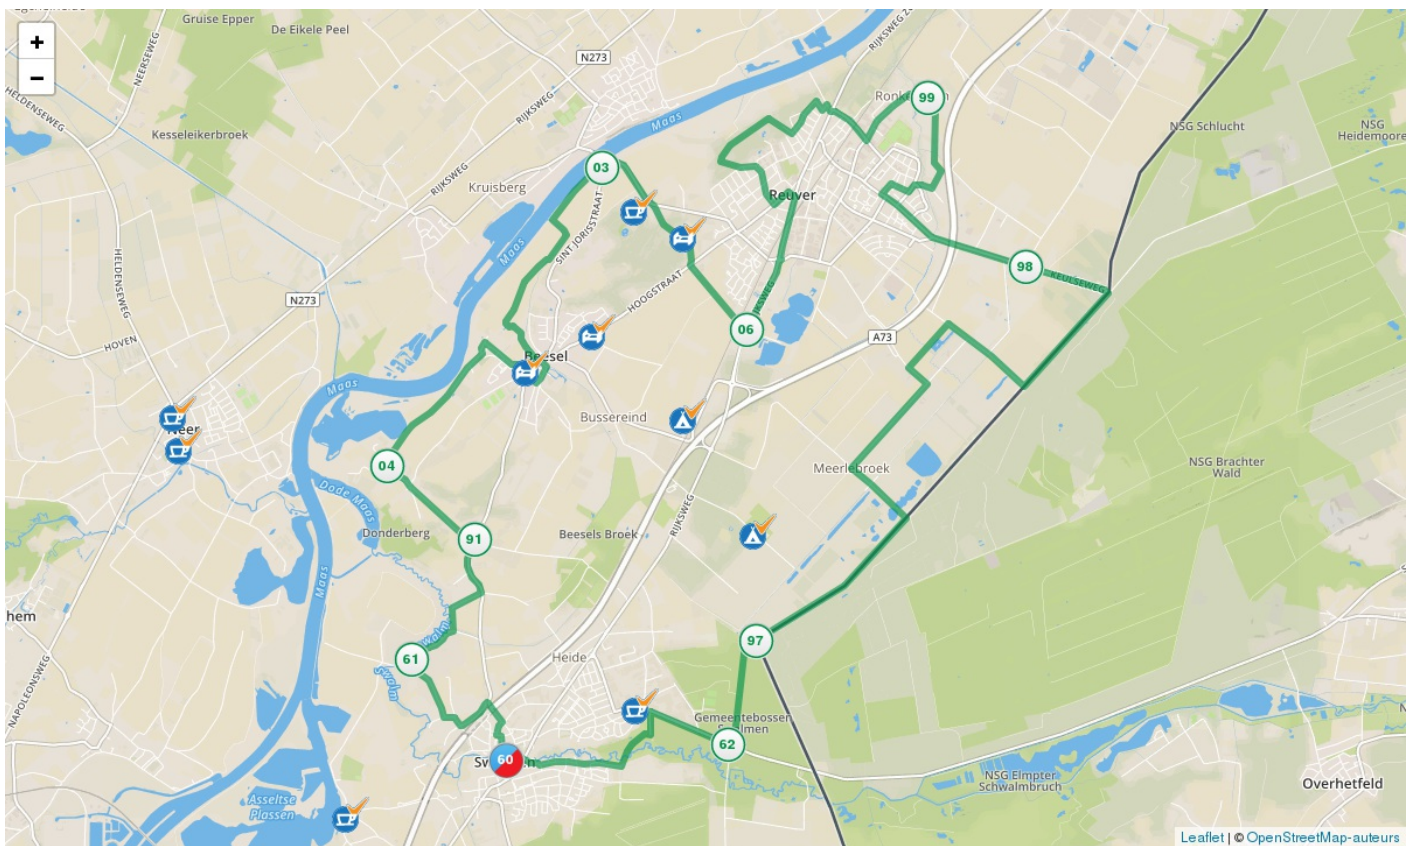 Gruise Epper
De Eikele Peel
+
−
NEERSEWEG
N273
RIJKSWEG
HELDENSEWEG
Kesseleikerbroek
Maas
Ronk
99
NSG Schlucht
NSG
Heidemoore
RIJKSWEG
Kruisberg
03
Reuver
SINT JORISSTRAAT
Maas
HELDENSEWEG
N273
HOOGSTRAAT
98
KEULSEWEG
06
A73
HOVEN
Beesel
Maas
Bussereind
Neer
04
Meerlebroek
NSG Brachter
Wald
Dode Maas
RIJKSWEG
Donderberg
91
Beesels Broek
Maas
hem
Swalm
97
61
Heide
Swalm
NAPOLEONSWEG
Gemeentebossen
62
60
NSG Elmpter
Schwalmbruch
Overhetfeld
Asseltse
Plassen
Leaflet | © OpenStreetMap-auteurs